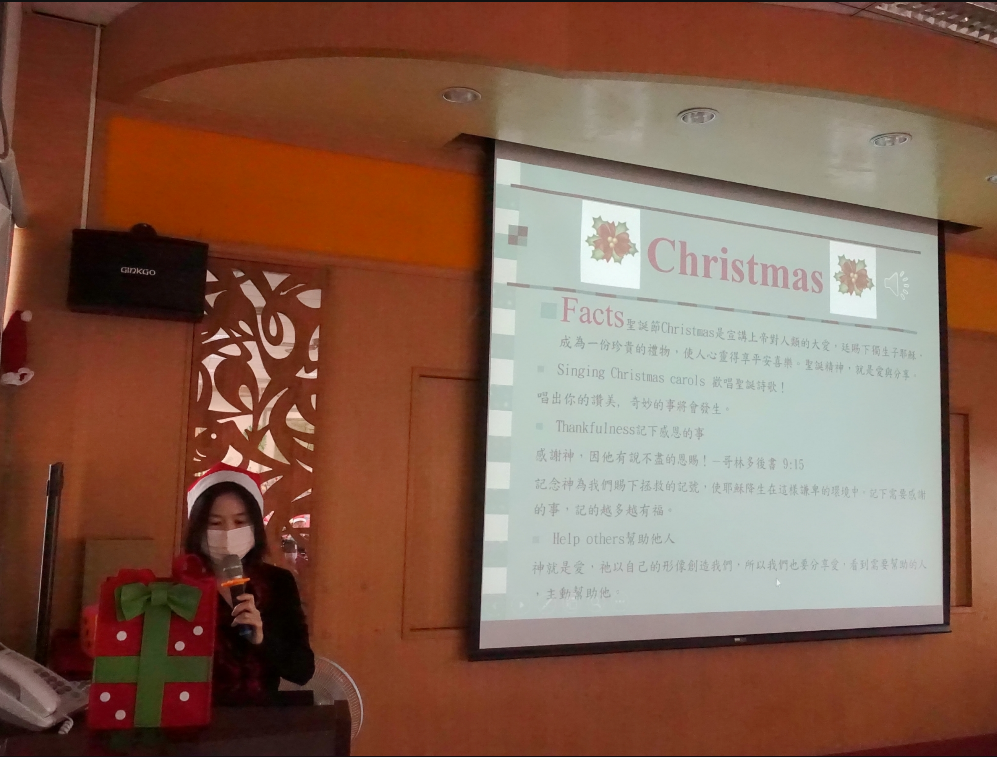 GINKGO
Christmas
Facts聖誕節Christmas是宣講上帝對人類的大愛，廷賜下獨生子耶穌，
成為一份珍貴的禮物，使人心靈得享平安喜樂。聖誕精神，就是愛與分享。
Singing Christmas carols 歡唱聖誕詩歌！
唱出你的讚美, 奇妙的事將會發生。
Thankfulness記下感恩的事
感謝神，因他有說不盡的恩賜！—哥林多後書 9:15
記念神為我們賜下拯救的記號，使耶穌降生在這樣謙卑的環境中。記下需要感謝
的事，記的越多越有福。
Help others幫助他人
神就是愛，祂以自己的形像創造我們，所以我們也要分享愛，看到需要幫助的人
，主動幫助他。